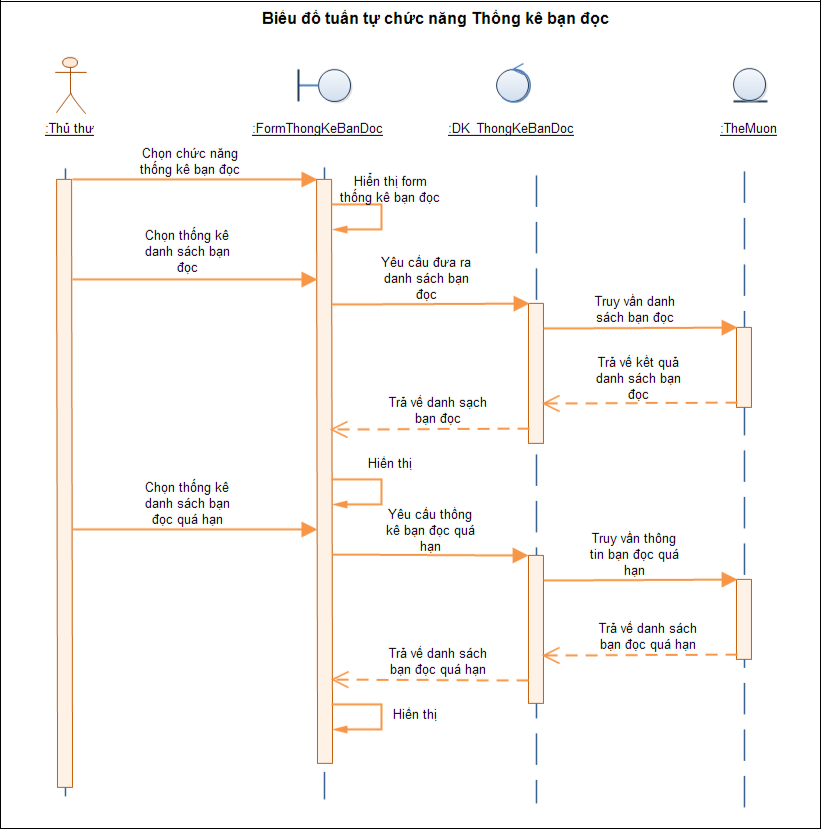 Biểu đồ tuần tự chức năng Thống kê bạn đọc
:Thủ thư
:FormThongKeBanDoc
:DK_ThongKeBanDoc
:TheMuon
Chọn chức năng
thống kê bạn đọc
Hiển thị form
thống kê bạn đọc
Chọn thống kê
danh sách bạn
đọc
Yêu cầu đưa ra
danh sách bạn
đọc
Truy vấn danh
sách bạn đọc
Trả về kết quả
danh sách bạn
đọc
Trả về danh sạch
bạn đọc
Hiển thị
Chọn thống kê
danh sách bạn
đọc quá hạn
Yêu cầu thống
kê bạn đọc quá
hạn
Truy vấn thông
tin bạn đọc quá
hạn
Trả về danh sách
bạn đọc quá hạn
Trả về danh sách
bạn đọc quá hạn
Hiển thị